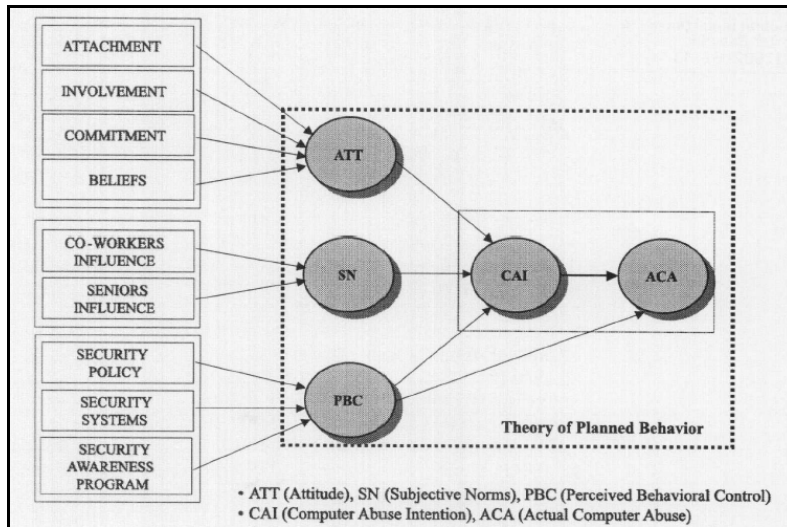 ATTACHMENT
INVOLVEMENT
COMMITMENT
BELIEFS
CO-WORKERS
INFLUENCE
SENIORS
INFLUENCE
SECURITY
POLICY
SECURITY
SYSTEMS
SECURITY
AWARENESS
PROGRAM
ATT
SN
PBC
CAI
ACA
Theory of Planned Behavior
• ATT (Attitude), SN (Subjective Norms), PBC (Perceived Behavioral Control)
• CAI (Computer Abuse Intention), ACA (Actual Computer Abuse)